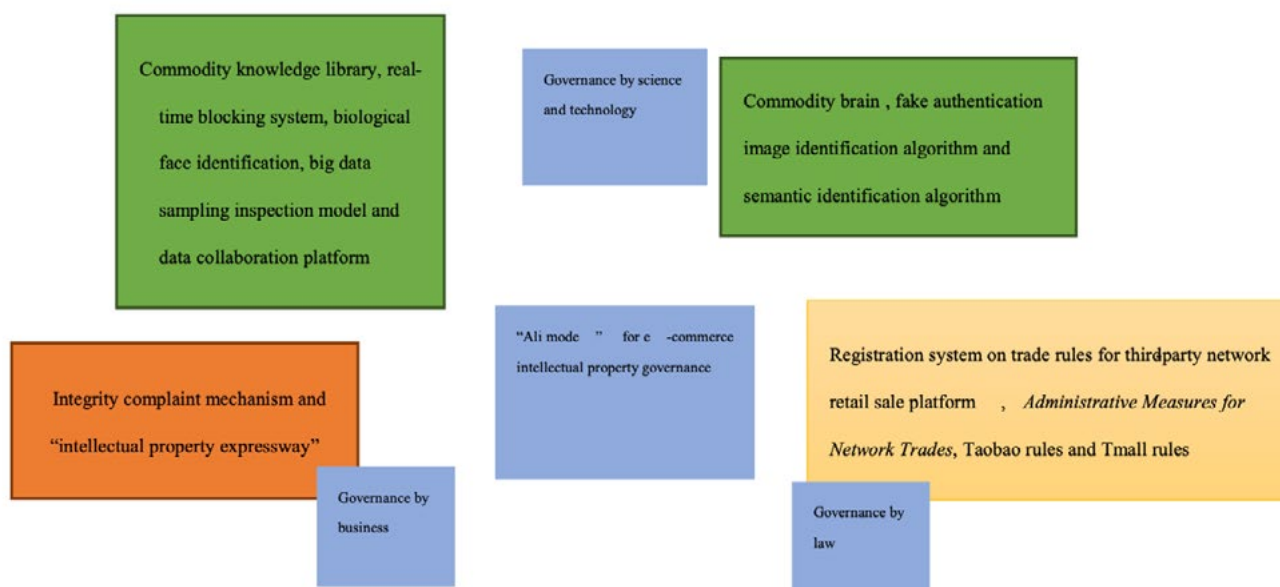 Commodity knowledge library, real-
time blocking system, biological
face identification, big data
sampling inspection model and
data collaboration platform
Governance by science
and technology
Commodity brain , fake authentication
image identification algorithm and
semantic identification algorithm
Integrity complaint mechanism and
“intellectual property expressway”
Governance by
business
“Ali mode ” for e -commerce
intellectual property governance
Registration system on trade rules for thirdparty network
retail sale platform , Administrative Measures for
Network Trades, Taobao rules and Tmall rules
Governance by
law